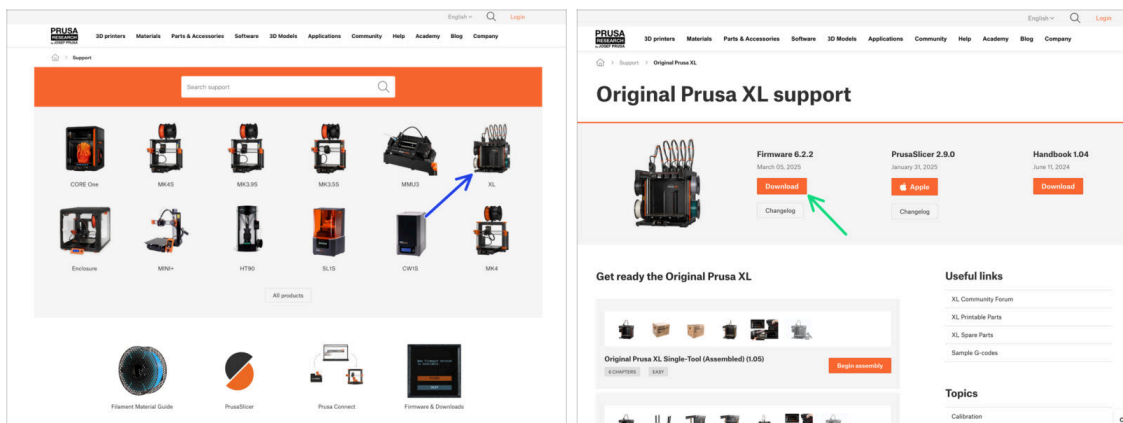 English
Login
PRUSA
RESEARCH
by JOSEF PRUSA
3D printers Materials Parts & Accessories Software 3D Models Applications Community Help Academy Blog Company
Support
Search support
CORE One MK4S MK3.9S MK3.5S MMU3 XL
Enclosure MINI+ HT90 SL1S CW1S MK4
All products
Filament Material Guide PrusaSlicer Prusa Connect Firmware & Downloads
English
Login
PRUSA
RESEARCH
by JOSEF PRUSA
3D printers Materials Parts & Accessories Software 3D Models Applications Community Help Academy Blog Company
Support Original Prusa XL
Original Prusa XL support
Firmware 6.2.2 PrusaSlicer 2.9.0 Handbook 1.04
March 05, 2025 January 31, 2025 June 11, 2024
Download Apple Download
Changelog Changelog
Get ready the Original Prusa XL
Useful links
XL Community Forum
XL Printable Parts
XL Spare Parts
Sample G-codes
Original Prusa XL Single-Tool (Assembled) (1.05)
6 CHAPTERS EASY
Begin assembly
Topics
Calibration